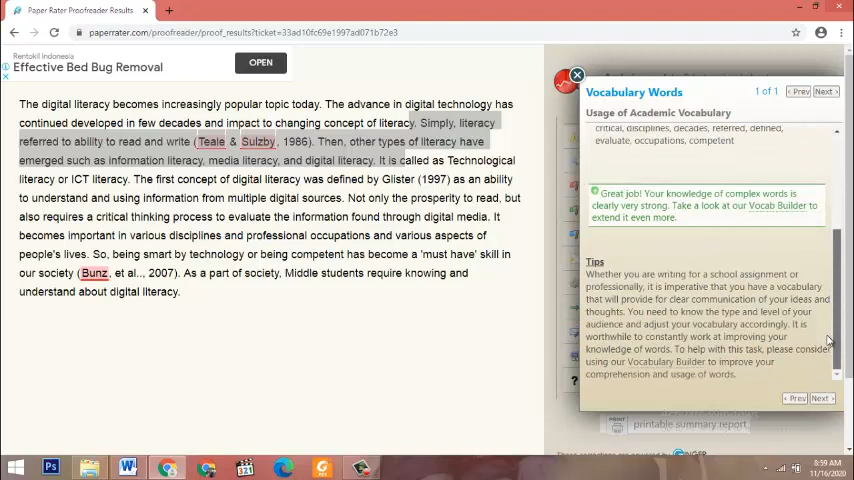 Paper Rater Proofreader Results
paperrater.com/proofreader/proof_results?ticket=33ad10fc69e1997ad071b72e3
Rentokil Indonesia
Effective Bed Bug Removal
OPEN
The digital literacy becomes increasingly popular topic today. The advance in digital technology has
continued developed in few decades and impact to changing concept of literacy. Simply, literacy
referred to ability to read and write (Teale & Sulzby, 1986). Then, other types of literacy have
emerged such as information literacy, media literacy, and digital literacy. It is called as Technological
literacy or ICT literacy. The first concept of digital literacy was defined by Glister (1997) as an ability
to understand and using information from multiple digital sources. Not only the prosperity to read, but
also requires a critical thinking process to evaluate the information found through digital media. It
becomes important in various disciplines and professional occupations and various aspects of
people's lives. So, being smart by technology or being competent has become a 'must have' skill in
our society (Bunz, et al.., 2007). As a part of society, Middle students require knowing and
understand about digital literacy.
Vocabulary Words
1 of 1
‹ Prev
Next ›
Usage of Academic Vocabulary
critical, disciplines, decades, referred, defined,
evaluate, occupations, competent
Great job! Your knowledge of complex words is
clearly very strong. Take a look at our Vocab Builder to
extend it even more.
Tips
Whether you are writing for a school assignment or
professionally, it is imperative that you have a vocabulary
that will provide for clear communication of your ideas and
thoughts. You need to know the type and level of your
audience and adjust your vocabulary accordingly. It is
worthwhile to constantly work at improving your
knowledge of words. To help with this task, please consider
using our Vocabulary Builder to improve your
comprehension and usage of words.
‹ Prev
Next ›
PRINT
printable summary report
GINGER
Ps
W
321
8:59 AM
11/16/2020